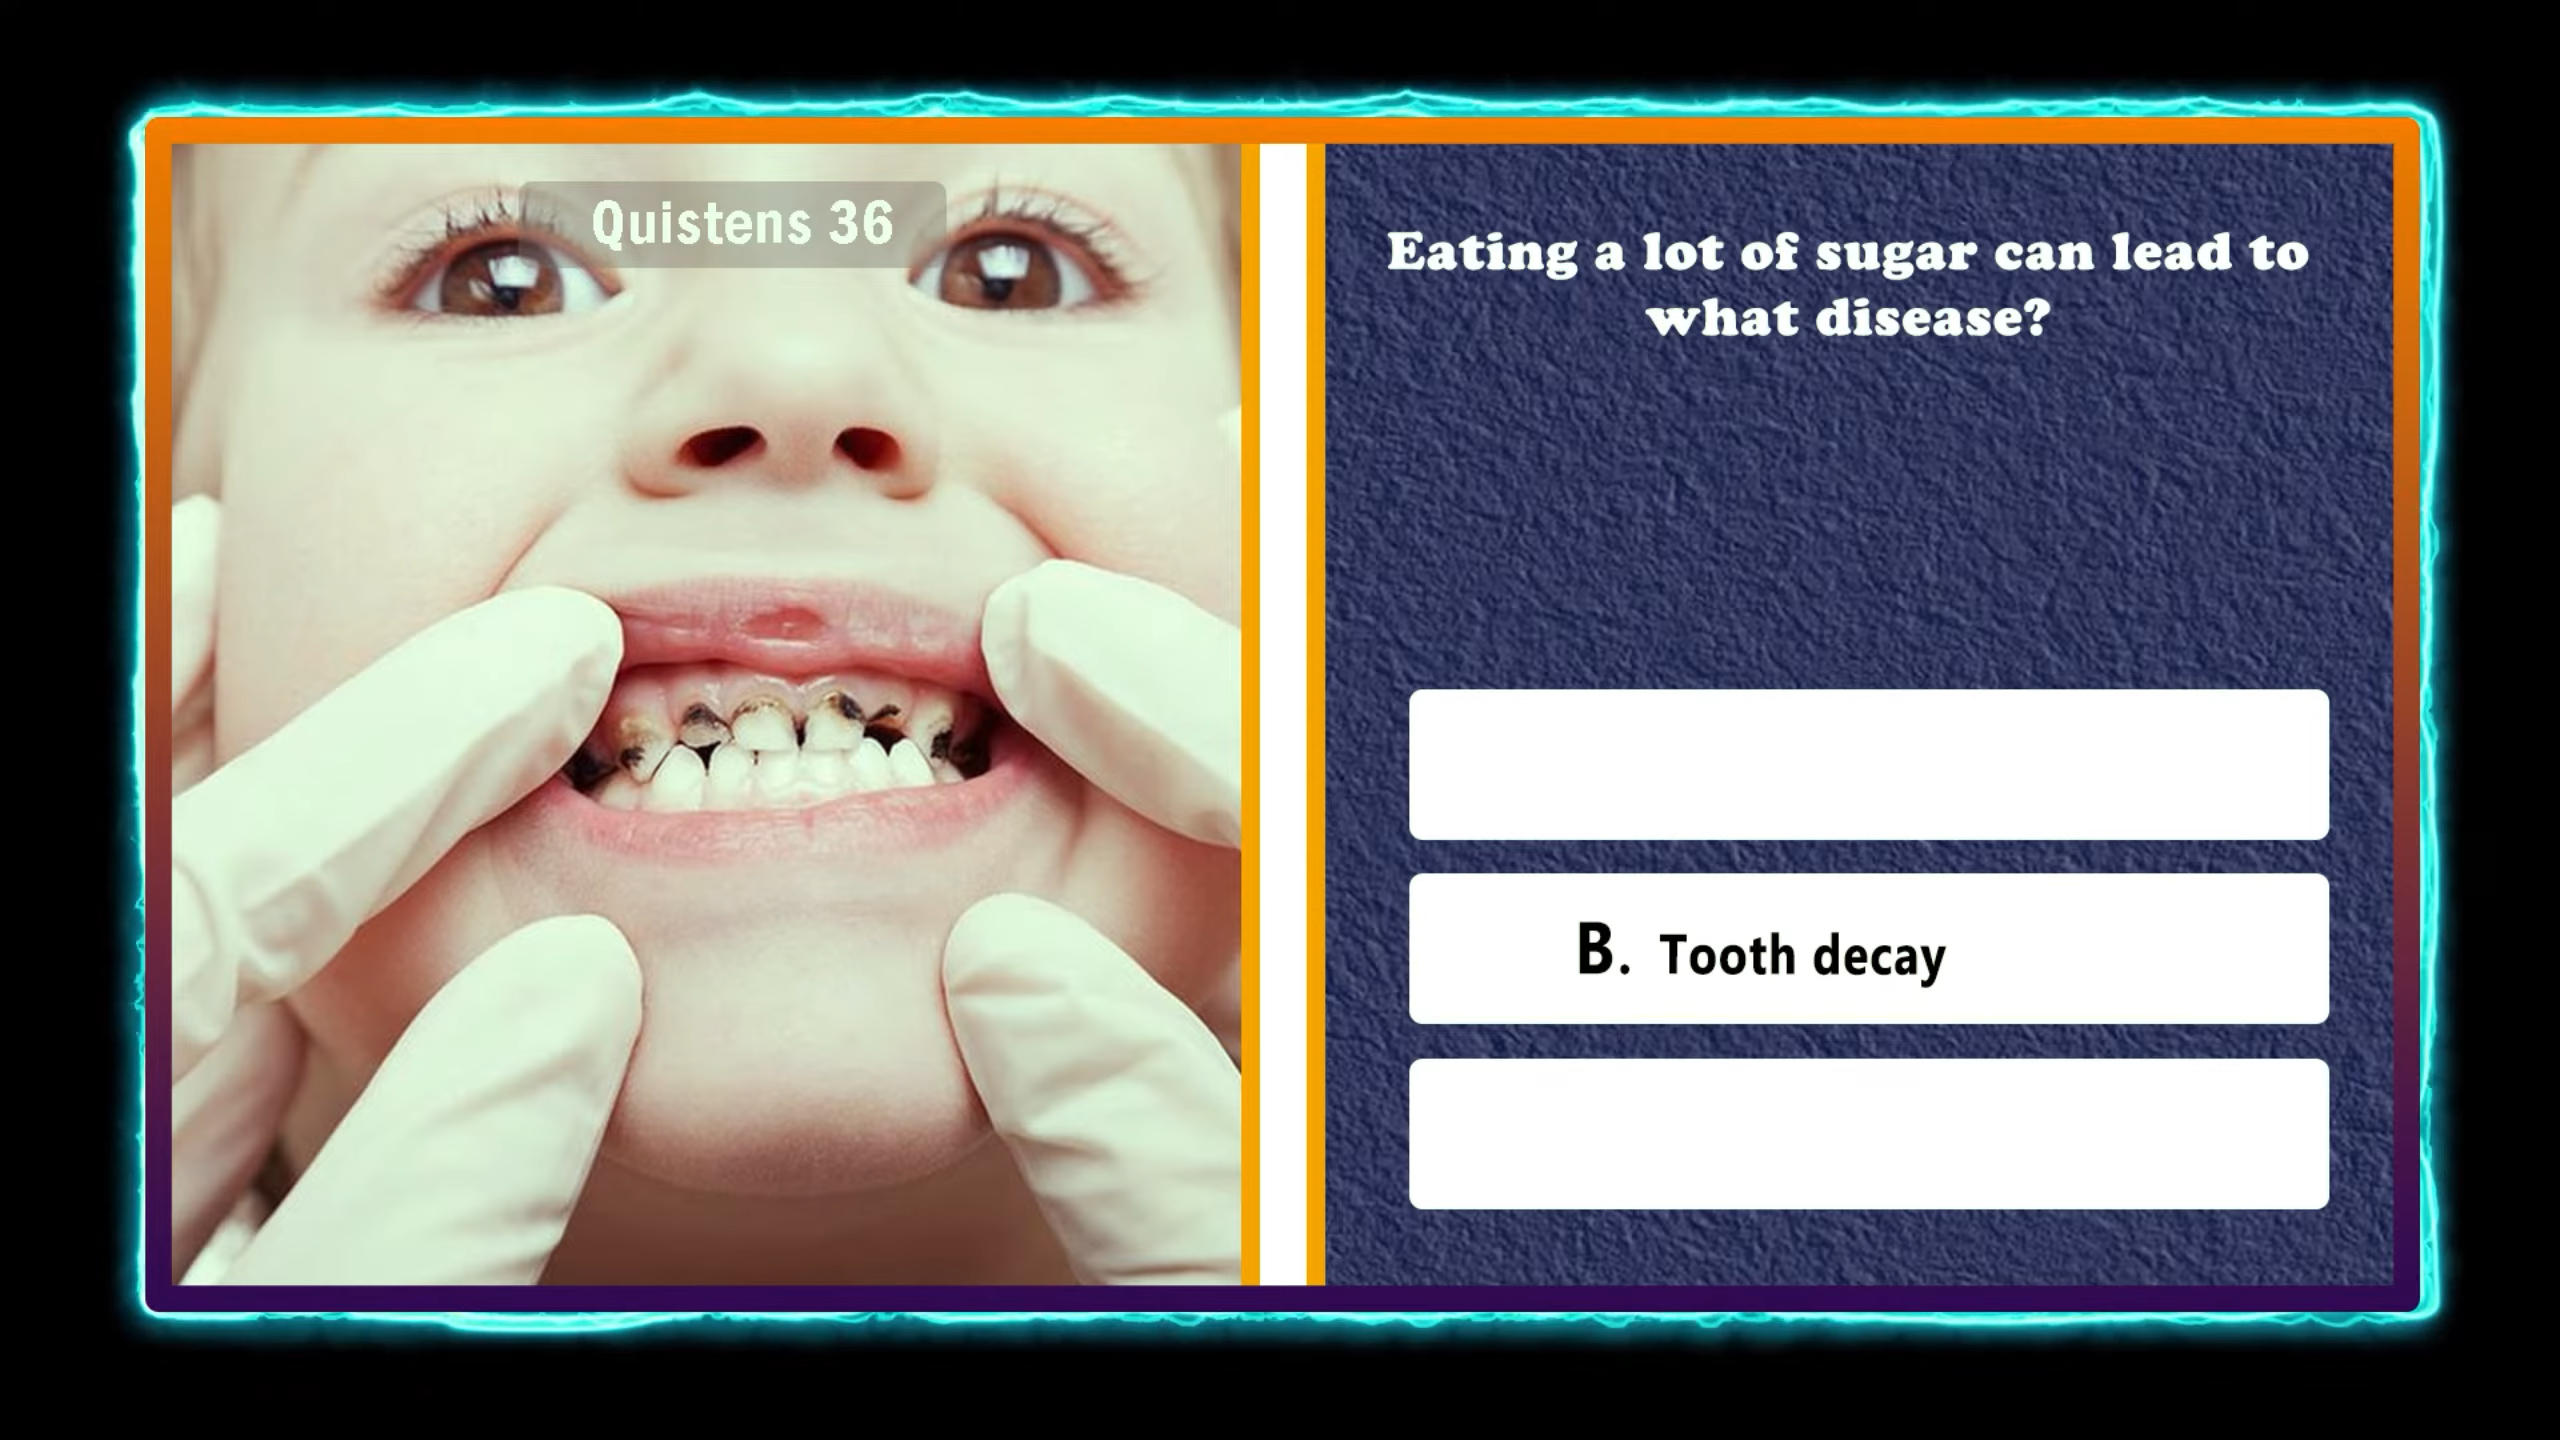 Quistens 36
Eating a lot of sugar can lead to
what disease?
B. Tooth decay